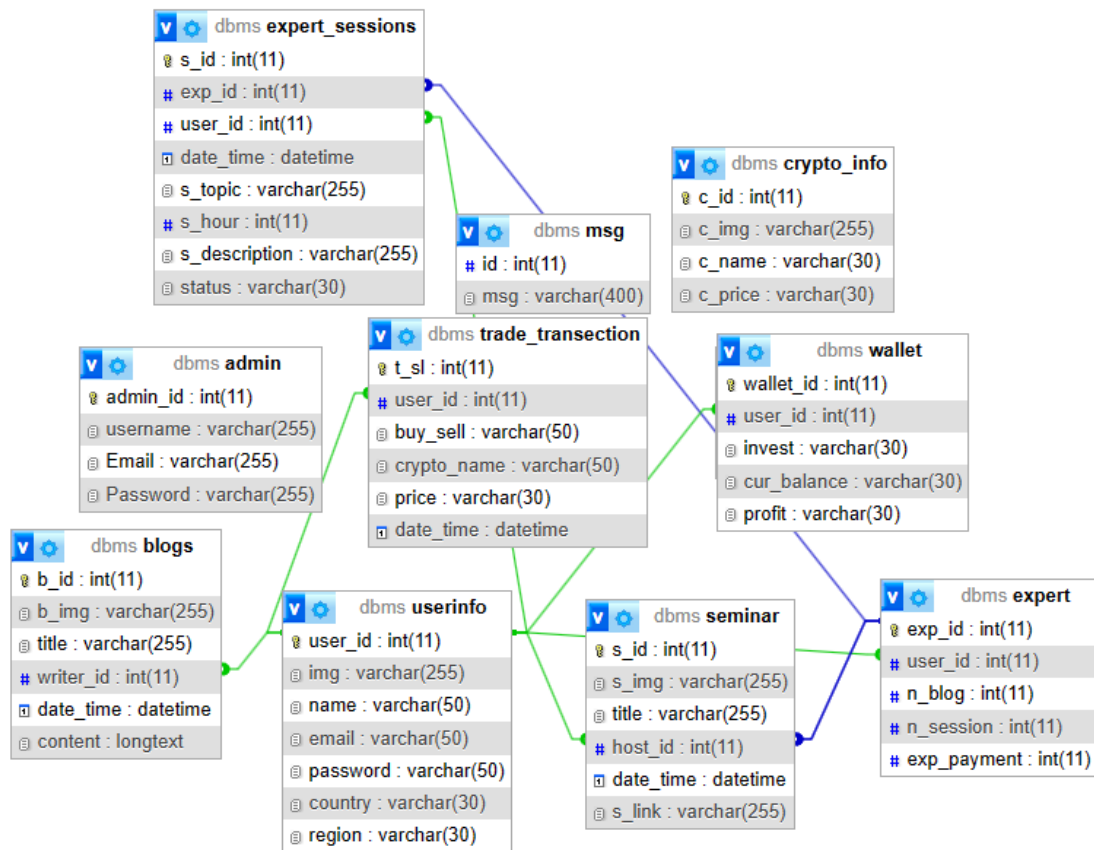 dbms expert_sessions
s_id : int(11)
exp_id : int(11)
user_id : int(11)
date_time : datetime
s_topic : varchar(255)
s_hour : int(11)
s_description : varchar(255)
status : varchar(30)
dbms crypto_info
c_id : int(11)
c_img : varchar(255)
c_name : varchar(30)
c_price : varchar(30)
dbms msg
id : int(11)
msg : varchar(400)
dbms admin
admin_id : int(11)
username : varchar(255)
Email : varchar(255)
Password : varchar(255)
dbms trade_transection
t_sl : int(11)
user_id : int(11)
buy_sell : varchar(50)
crypto_name : varchar(50)
price : varchar(30)
date_time : datetime
dbms wallet
wallet_id : int(11)
user_id : int(11)
invest : varchar(30)
cur_balance : varchar(30)
profit : varchar(30)
dbms blogs
b_id : int(11)
b_img : varchar(255)
title : varchar(255)
writer_id : int(11)
date_time : datetime
content : longtext
dbms userinfo
user_id : int(11)
img : varchar(255)
name : varchar(50)
email : varchar(50)
password : varchar(50)
country : varchar(30)
region : varchar(30)
dbms seminar
s_id : int(11)
s_img : varchar(255)
title : varchar(255)
host_id : int(11)
date_time : datetime
s_link : varchar(255)
dbms expert
exp_id : int(11)
user_id : int(11)
n_blog : int(11)
n_session : int(11)
exp_payment : int(11)